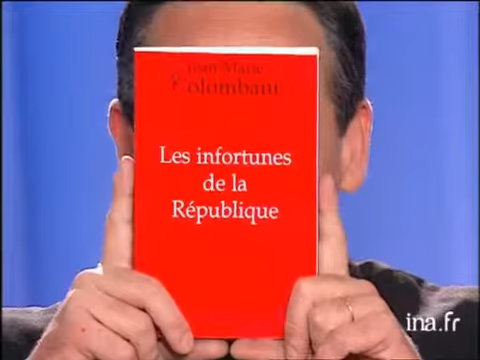 Jean-Marie
Colombani
Les infortunes
de la
République
ina.fr